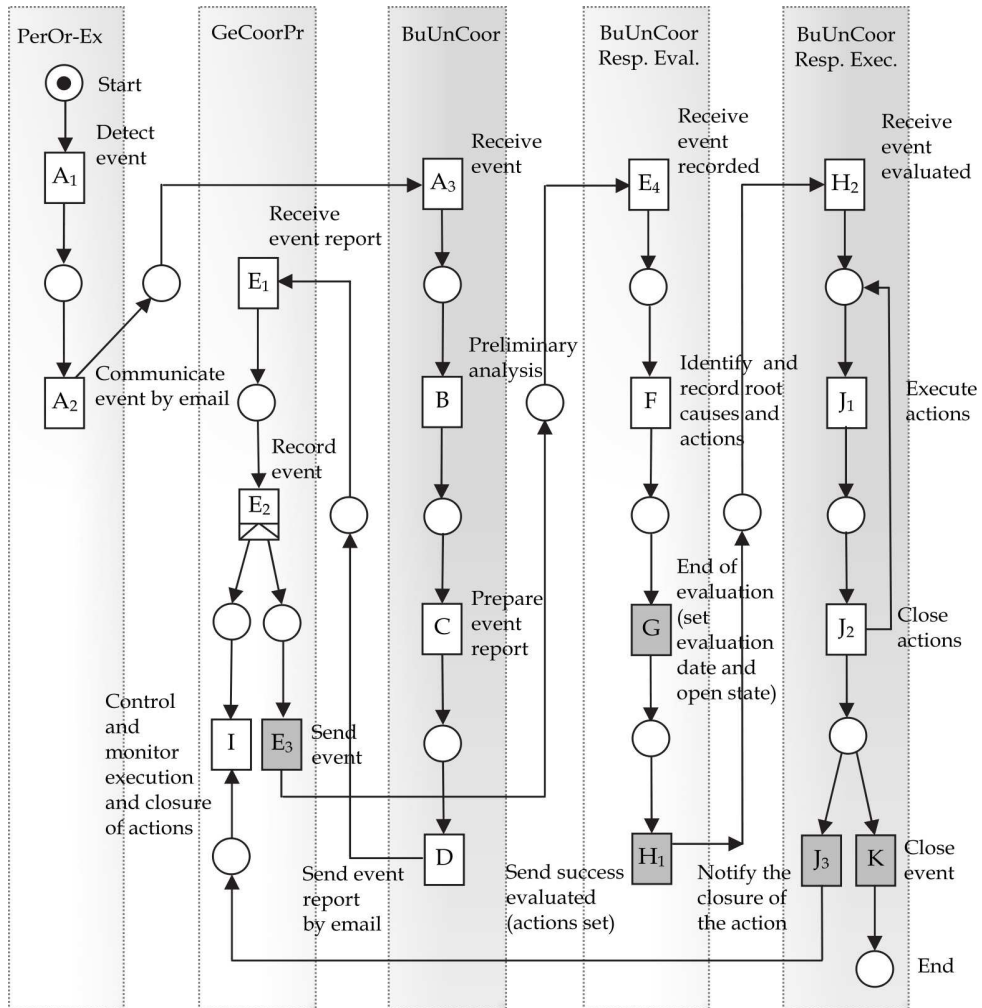 PerOr-Ex
GeCoorPr
BuUnCoor
BuUnCoor
Resp. Eval.
BuUnCoor
Resp. Exec.
Start
Detect
event
A1
Receive
event
A3
Receive
event
recorded
E4
Receive
event
evaluated
H2
Receive
event report
E1
Communicate
event by email
A2
Preliminary
analysis
B
Identify and
record root
causes and
actions
F
J1
Execute
actions
Record
event
E2
Prepare
event
report
C
End of
evaluation
(set
evaluation
date and
open state)
G
J2
Close
actions
Control
and
monitor
execution
and closure
of actions
I
E3
Send
event
Send event
report
by email
D
Send success
evaluated
(actions set)
H1
Notify the
closure of
the action
J3
K
Close
event
End